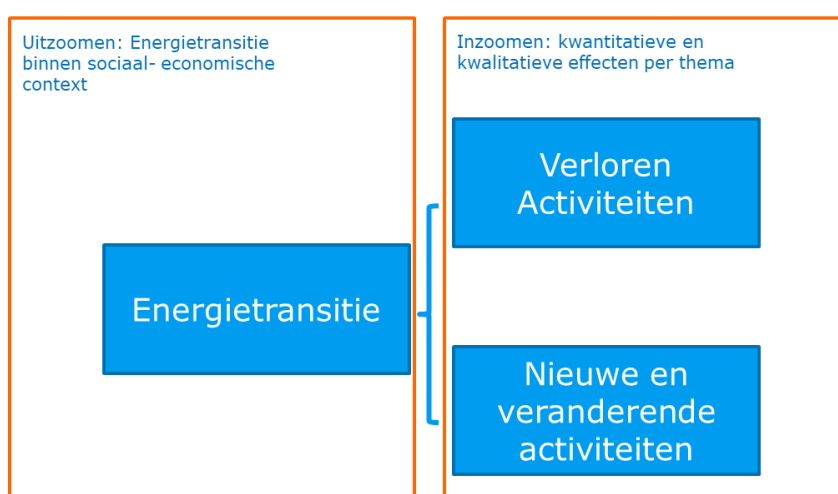 Uitzoomen: Energietransitie
binnen sociaal- economische
context
Inzoomen: kwantitatieve en
kwalitatieve effecten per thema
Verloren
Activiteiten
Energietransitie
Nieuwe en
veranderende
activiteiten